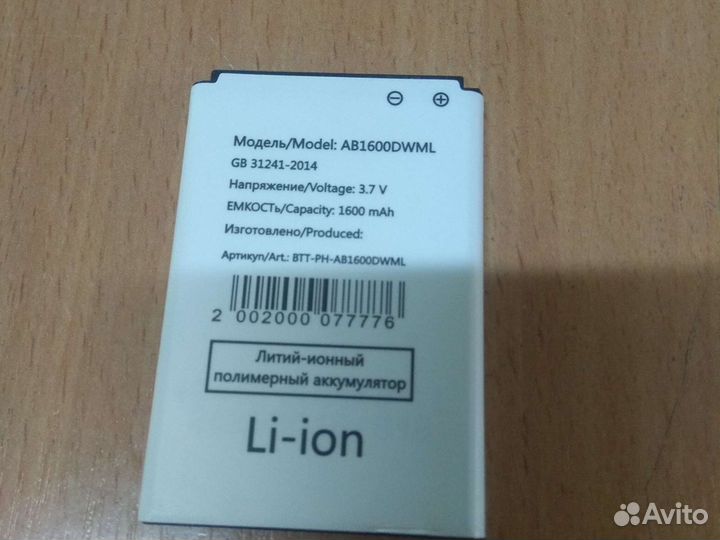 Модель/Model: AB1600DWML
GB 31241-2014
Напряжение/Voltage: 3.7 V
ЕМКОСТЬ/Capacity: 1600 mAh
Изготовлено/Produced:
Артикул/Art.: BTT-PH-AB1600DWML
2 002000 077776
Литий-ионный
полимерный аккумулятор
Li-ion
Avito